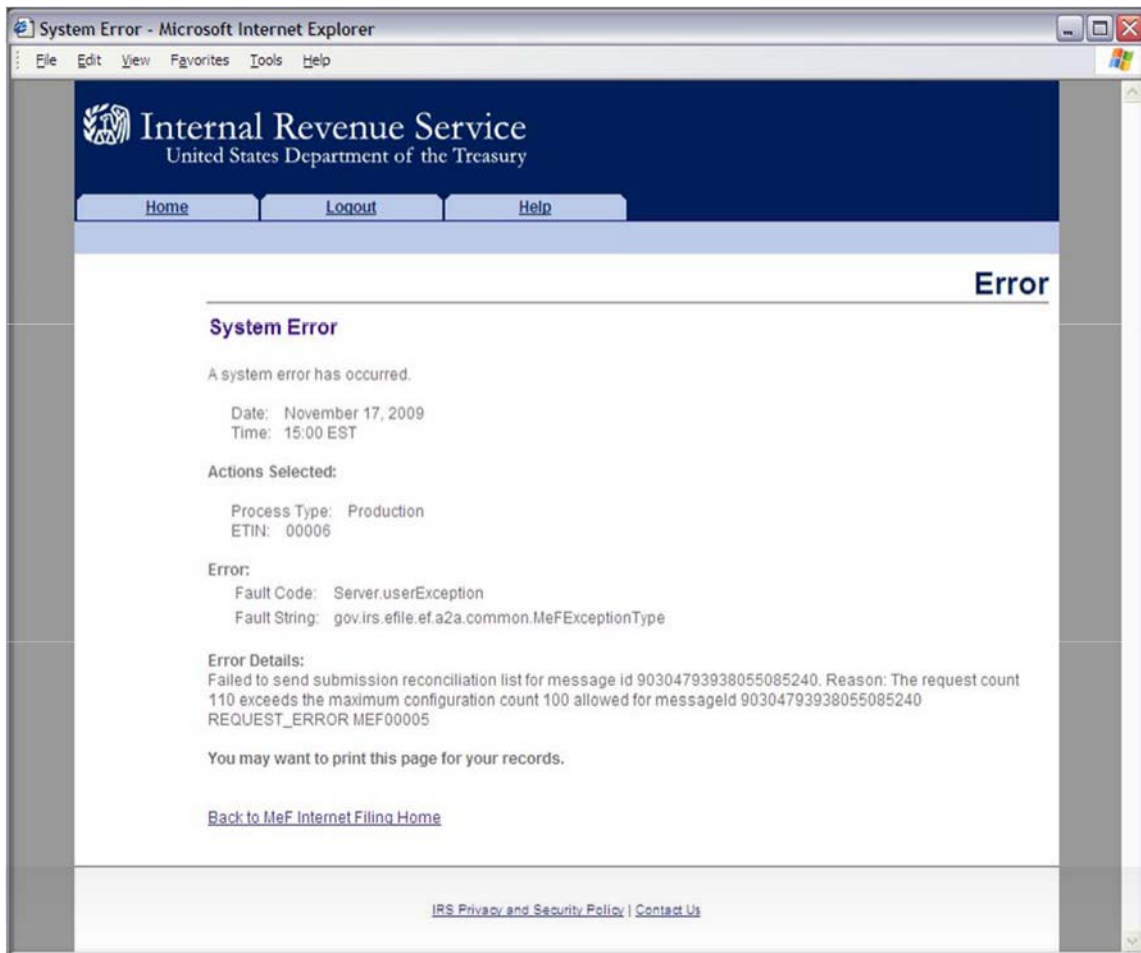 System Error - Microsoft Internet Explorer
File Edit View Favorites Tools Help
Internal Revenue Service
United States Department of the Treasury
Home Logout Help
Error
System Error
A system error has occurred.
Date: November 17, 2009
Time: 15:00 EST
Actions Selected:
Process Type: Production
ETIN: 00006
Error:
Fault Code: Server.userException
Fault String: gov.irs.efile.ef.a2a.common.MeFExceptionType
Error Details:
Failed to send submission reconciliation list for message id 90304793938055085240. Reason: The request count
110 exceeds the maximum configuration count 100 allowed for messageId 90304793938055085240
REQUEST_ERROR MEF00005
You may want to print this page for your records.
Back to MeF Internet Filing Home
IRS Privacy and Security Policy | Contact Us